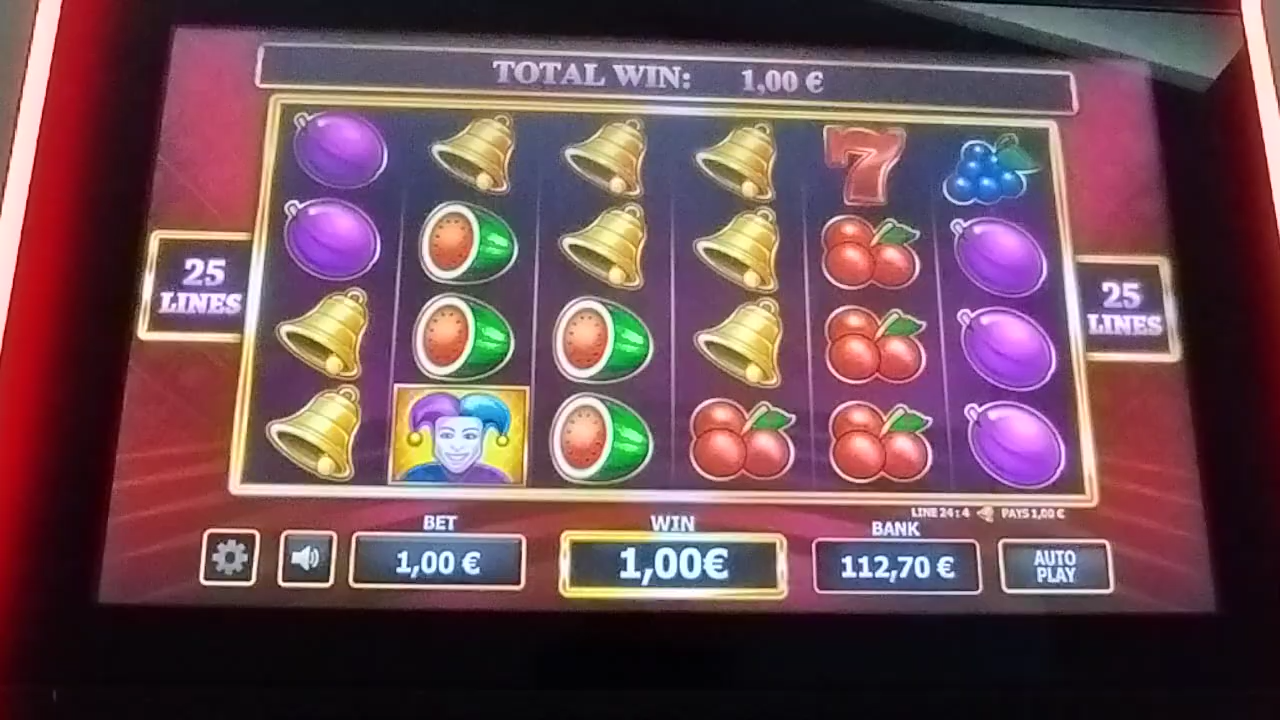 TOTAL WIN: 1,00 €
7
25
LINES
25
LINES
LINE 24: 4 PAYS 1,00 €
BET
WIN
BANK
1,00 €
1,00€
112,70 €
AUTO
PLAY